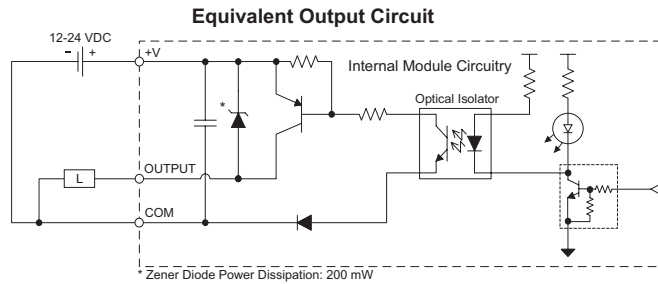 Equivalent Output Circuit
12-24 VDC
- +
+V
Internal Module Circuitry
Optical Isolator
*
OUTPUT
L
COM
* Zener Diode Power Dissipation: 200 mW